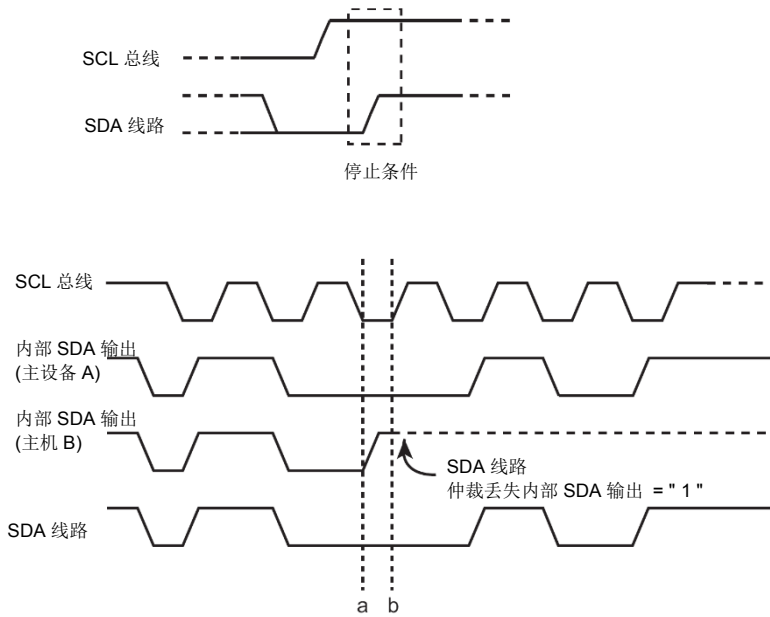 SCL 总线
SDA 线路
停止条件
SCL 总线
内部 SDA 输出
(主设备 A)
内部 SDA 输出
(主机 B)
SDA 线路
仲裁丢失内部 SDA 输出 = " 1 "
SDA 线路
a b